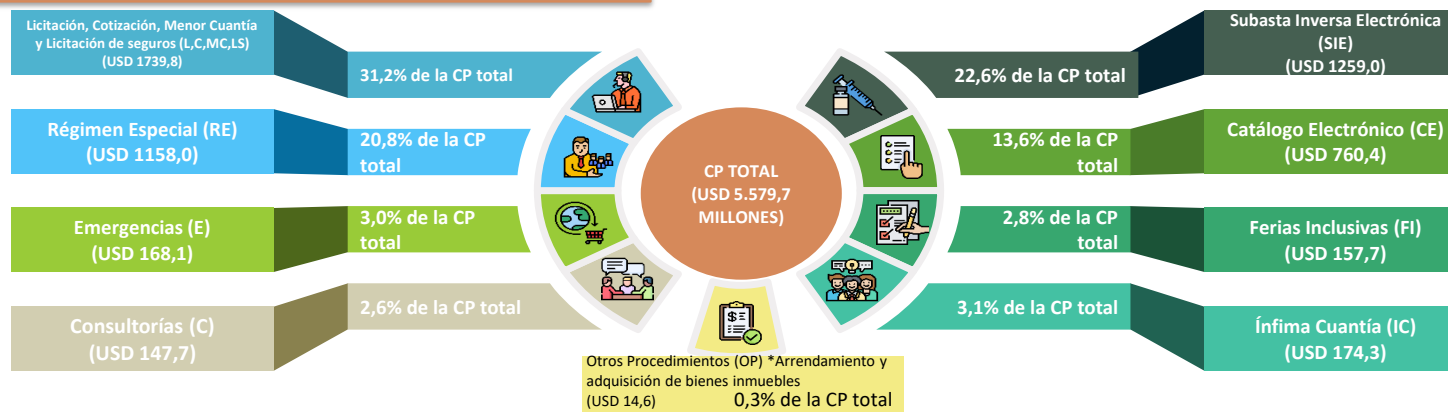 Licitación, Cotización, Menor Cuantía
y Licitación de seguros (L,C,MC,LS)
(USD 1739,8)
31,2% de la CP total
Régimen Especial (RE)
(USD 1158,0)
20,8% de la CP
total
Emergencias (E)
(USD 168,1)
3,0% de la CP
total
Consultorías (C)
(USD 147,7)
2,6% de la CP total
CP TOTAL
(USD 5.579,7
MILLONES)
Subasta Inversa Electrónica
(SIE)
(USD 1259,0)
22,6% de la CP total
Catálogo Electrónico (CE)
(USD 760,4)
13,6% de la CP
total
Ferias Inclusivas (FI)
(USD 157,7)
2,8% de la CP
total
Ínfima Cuantía (IC)
(USD 174,3)
3,1% de la CP total
Otros Procedimientos (OP) *Arrendamiento y
adquisición de bienes inmuebles
(USD 14,6) 0,3% de la CP total